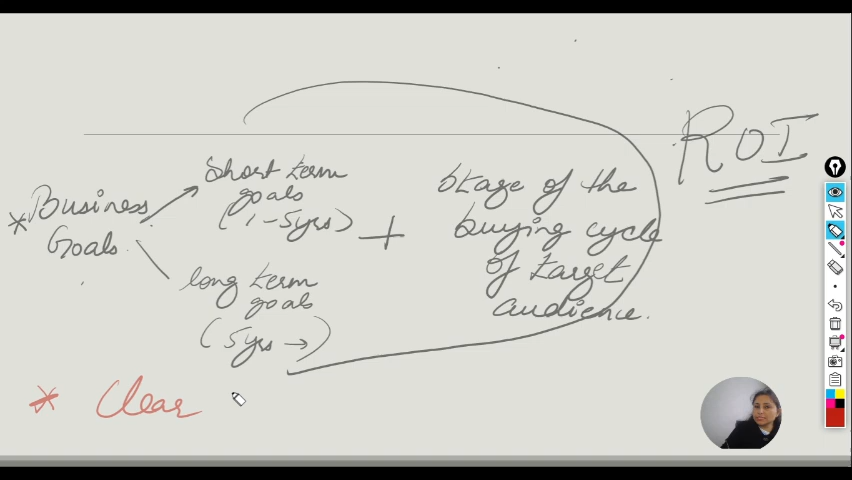 ROI
* Business
Goals
Short term
goals
(1-5yrs)
+
Stage of the
buying cycle
of target
audience.
long term
goals
(5yrs →)
* Clear